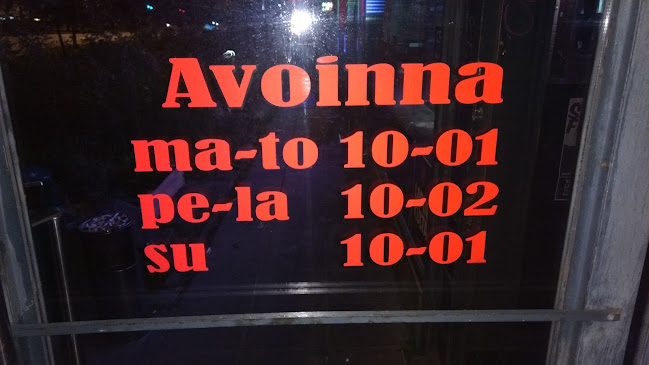 Avoinna
ma-to 10-01
pe-la 10-02
su 10-01